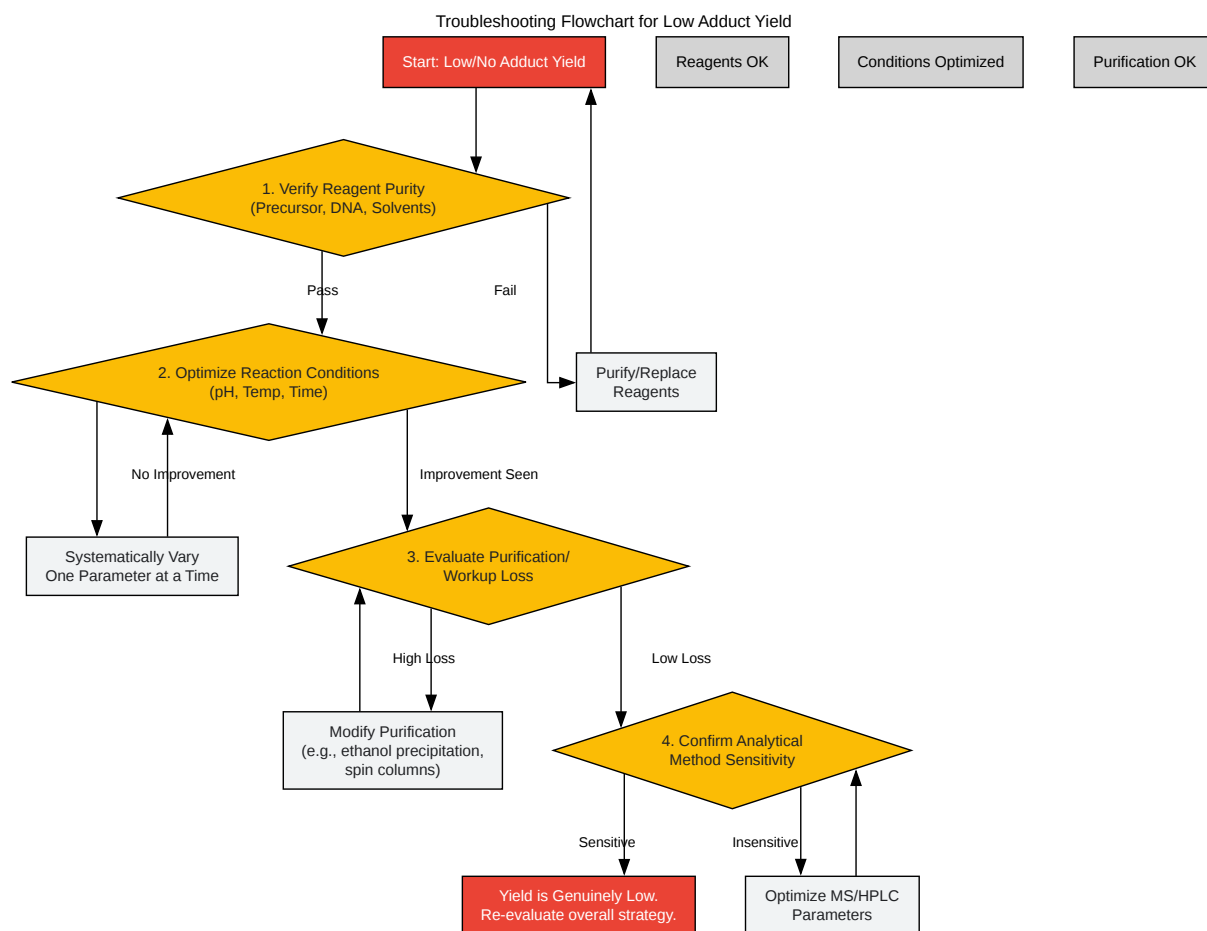 Troubleshooting Flowchart for Low Adduct Yield
Start: Low/No Adduct Yield
Reagents OK
Conditions Optimized
Purification OK
1. Verify Reagent Purity
(Precursor, DNA, Solvents)
Pass
Fail
2. Optimize Reaction Conditions
(pH, Temp, Time)
Purify/Replace
Reagents
No Improvement
Improvement Seen
Systematically Vary
One Parameter at a Time
3. Evaluate Purification/
Workup Loss
High Loss
Low Loss
Modify Purification
(e.g., ethanol precipitation,
spin columns)
4. Confirm Analytical
Method Sensitivity
Sensitive
Insensitive
Yield is Genuinely Low.
Re-evaluate overall strategy.
Optimize MS/HPLC
Parameters